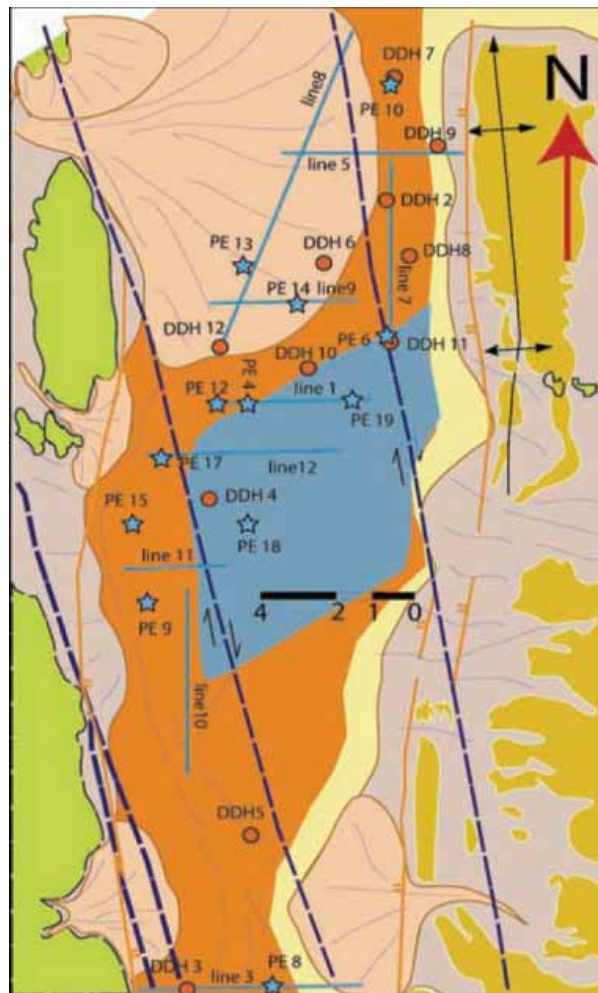 DDH 7
line8
N
PE 10
DDH 9
line 5
DDH 2
PE 13
DDH 6
DDH8
PE 14 line9
line 7
DDH 12
PE 6
DDH 11
DDH 10
PE 4
PE 12
line 1
PE 19
PE 17
line12
PE 15
DDH 4
PE 18
line 11
4 2 1 0
PE 9
line10
DDH5
DDH 3
line 3
PE 8